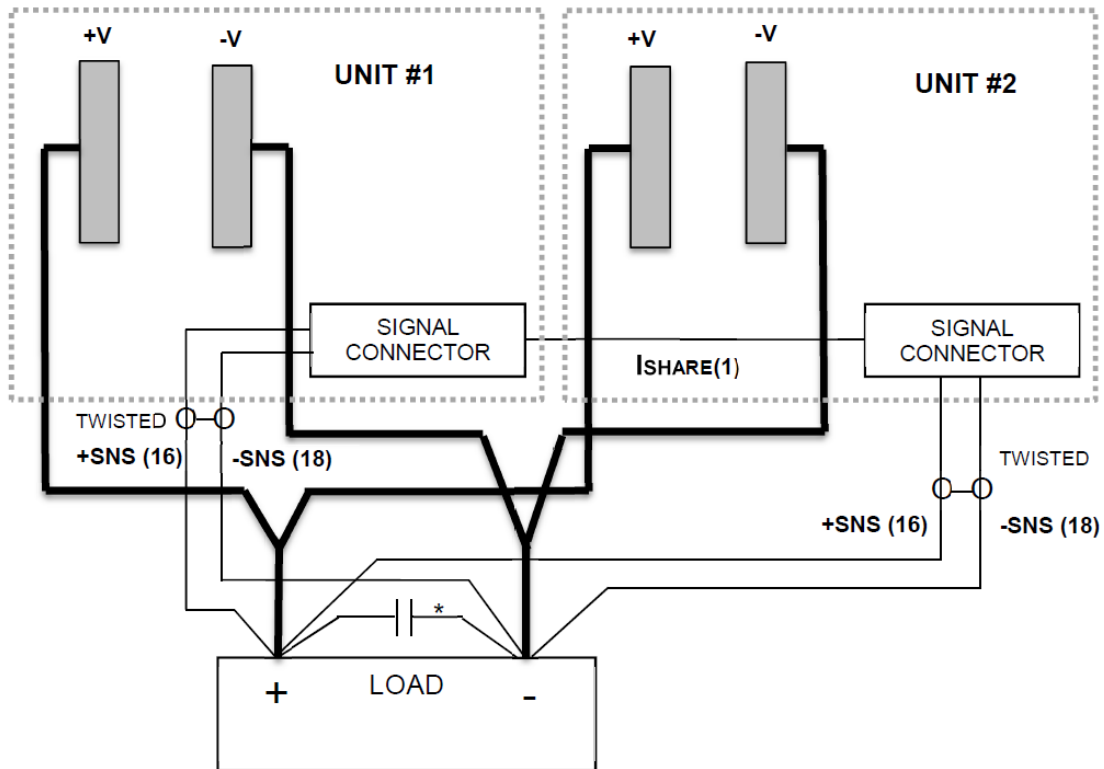 +V
-V
UNIT #1
+V
-V
UNIT #2
SIGNAL
CONNECTOR
ISHARE(1)
SIGNAL
CONNECTOR
TWISTED
+SNS (16)
-SNS (18)
TWISTED
+SNS (16)
-SNS (18)
*
+
LOAD
-